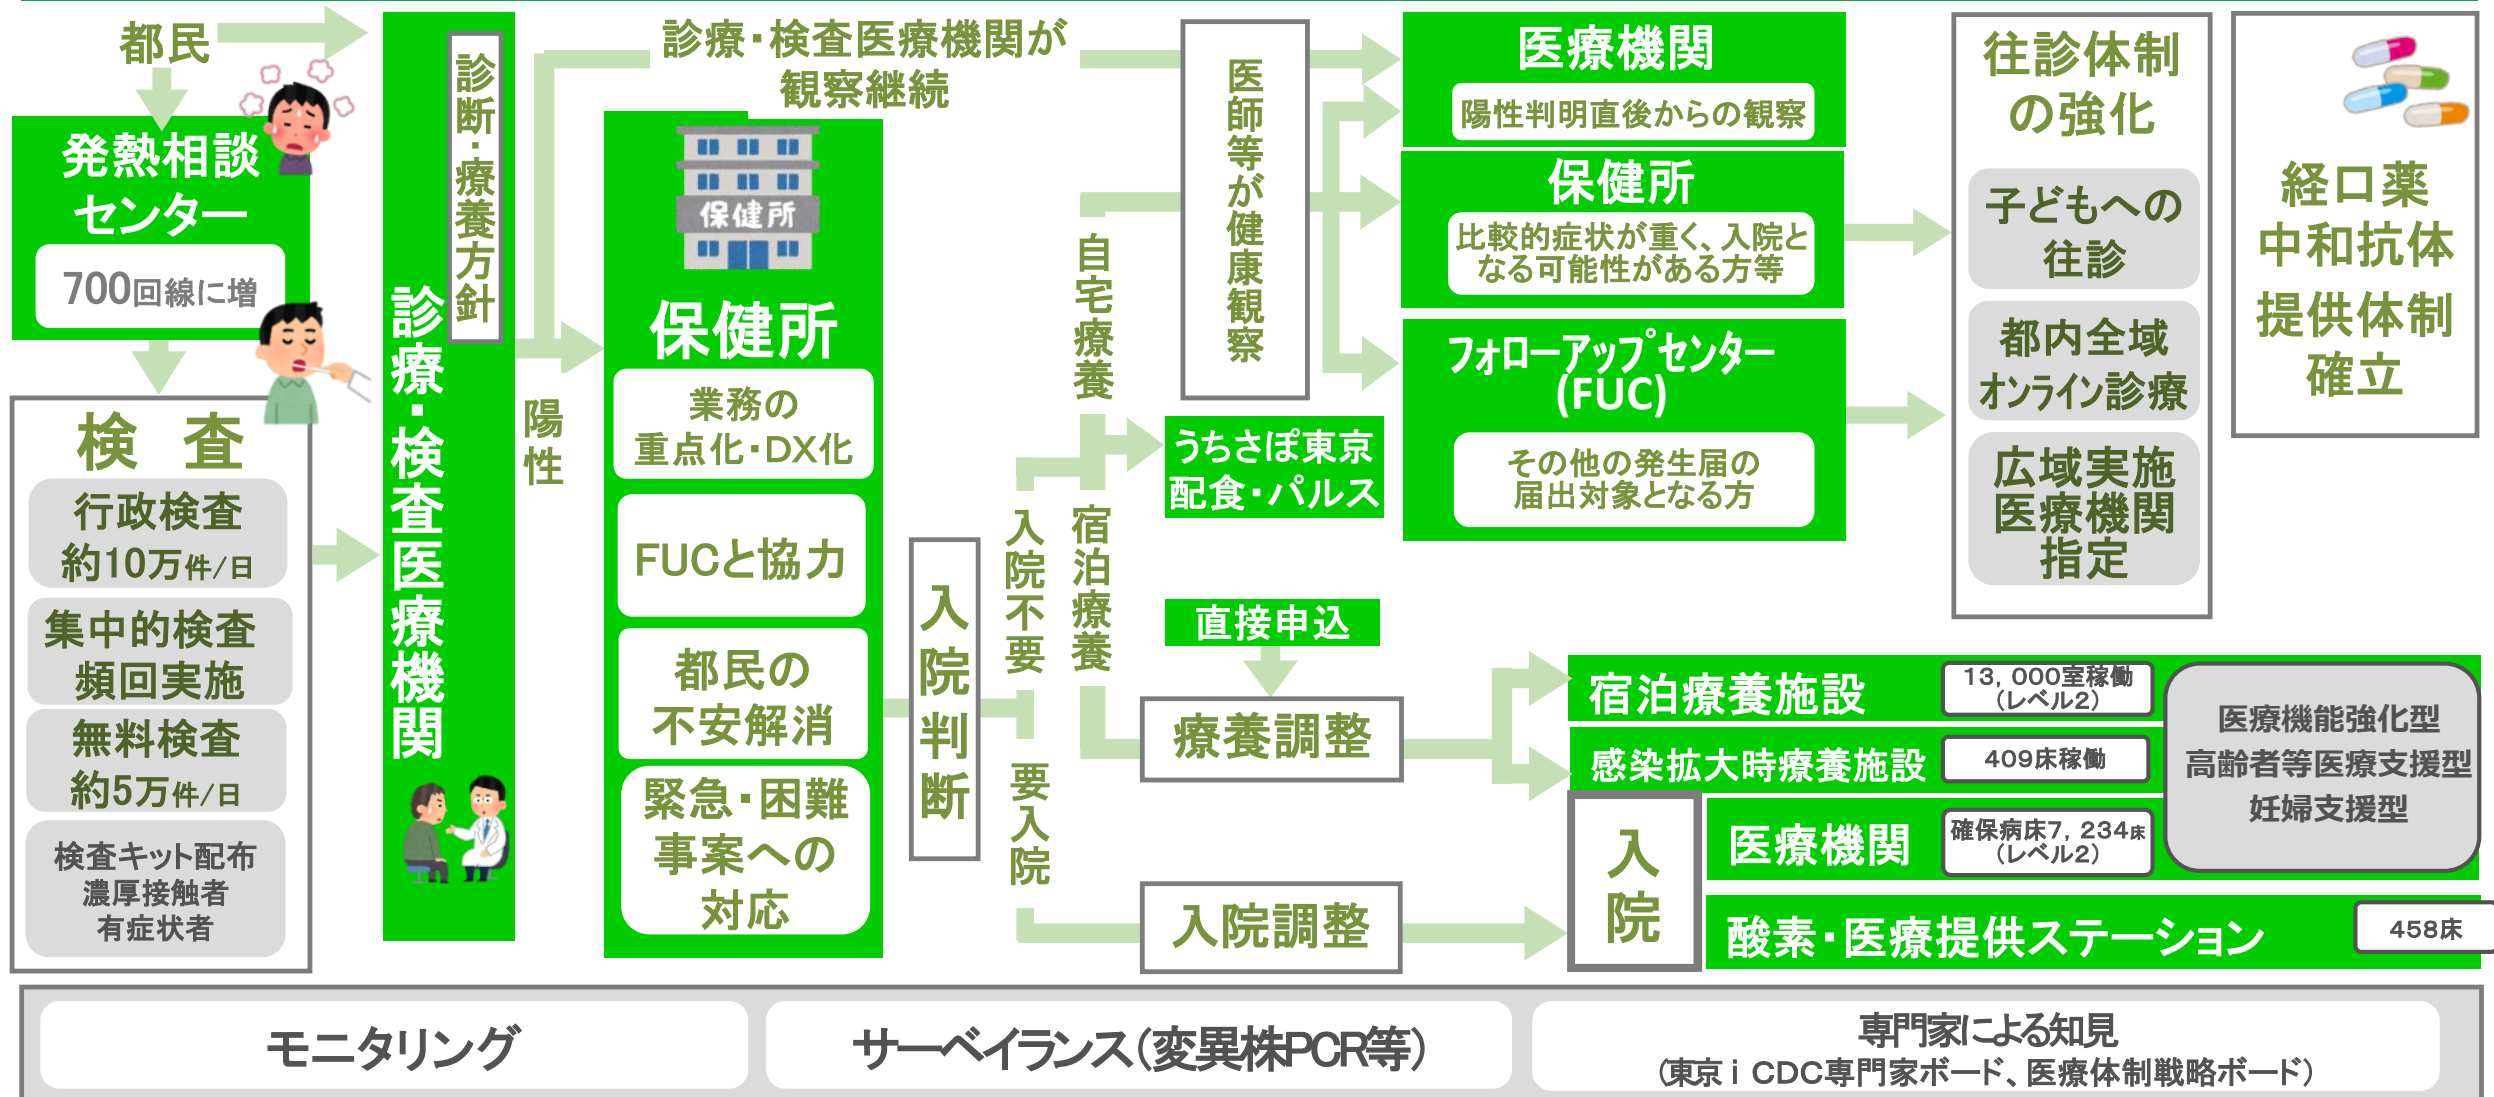 都民
発熱相談
センター
700回線に増
検 査
行政検査
約10万件/日
集中的検査
頻回実施
無料検査
約5万件/日
検査キット配布
濃厚接触者
有症状者
診療・検査医療機関
診断・療養方針
陽性
診療・検査医療機関が
観察継続
保健所
保健所
業務の
重点化・DX化
FUCと協力
都民の
不安解消
緊急・困難
事案への
対応
入院判断
入院不要
要入院
自宅療養
宿泊療養
医師等が健康観察
うちさぽ東京
配食・パルス
直接申込
療養調整
入院調整
医療機関
陽性判明直後からの観察
保健所
比較的症状が重く、入院と
なる可能性がある方等
フォローアップセンター
(FUC)
その他の発生届の
届出対象となる方
往診体制
の強化
子どもへの
往診
都内全域
オンライン診療
広域実施
医療機関
指定
経口薬
中和抗体
提供体制
確立
宿泊療養施設
13,000室稼働
(レベル2)
感染拡大時療養施設
409床稼働
入院
医療機関
確保病床7,234床
(レベル2)
医療機能強化型
高齢者等医療支援型
妊婦支援型
酸素・医療提供ステーション
458床
モニタリング
サーベイランス(変異株PCR等)
専門家による知見
(東京iCDC専門家ボード、医療体制戦略ボード)